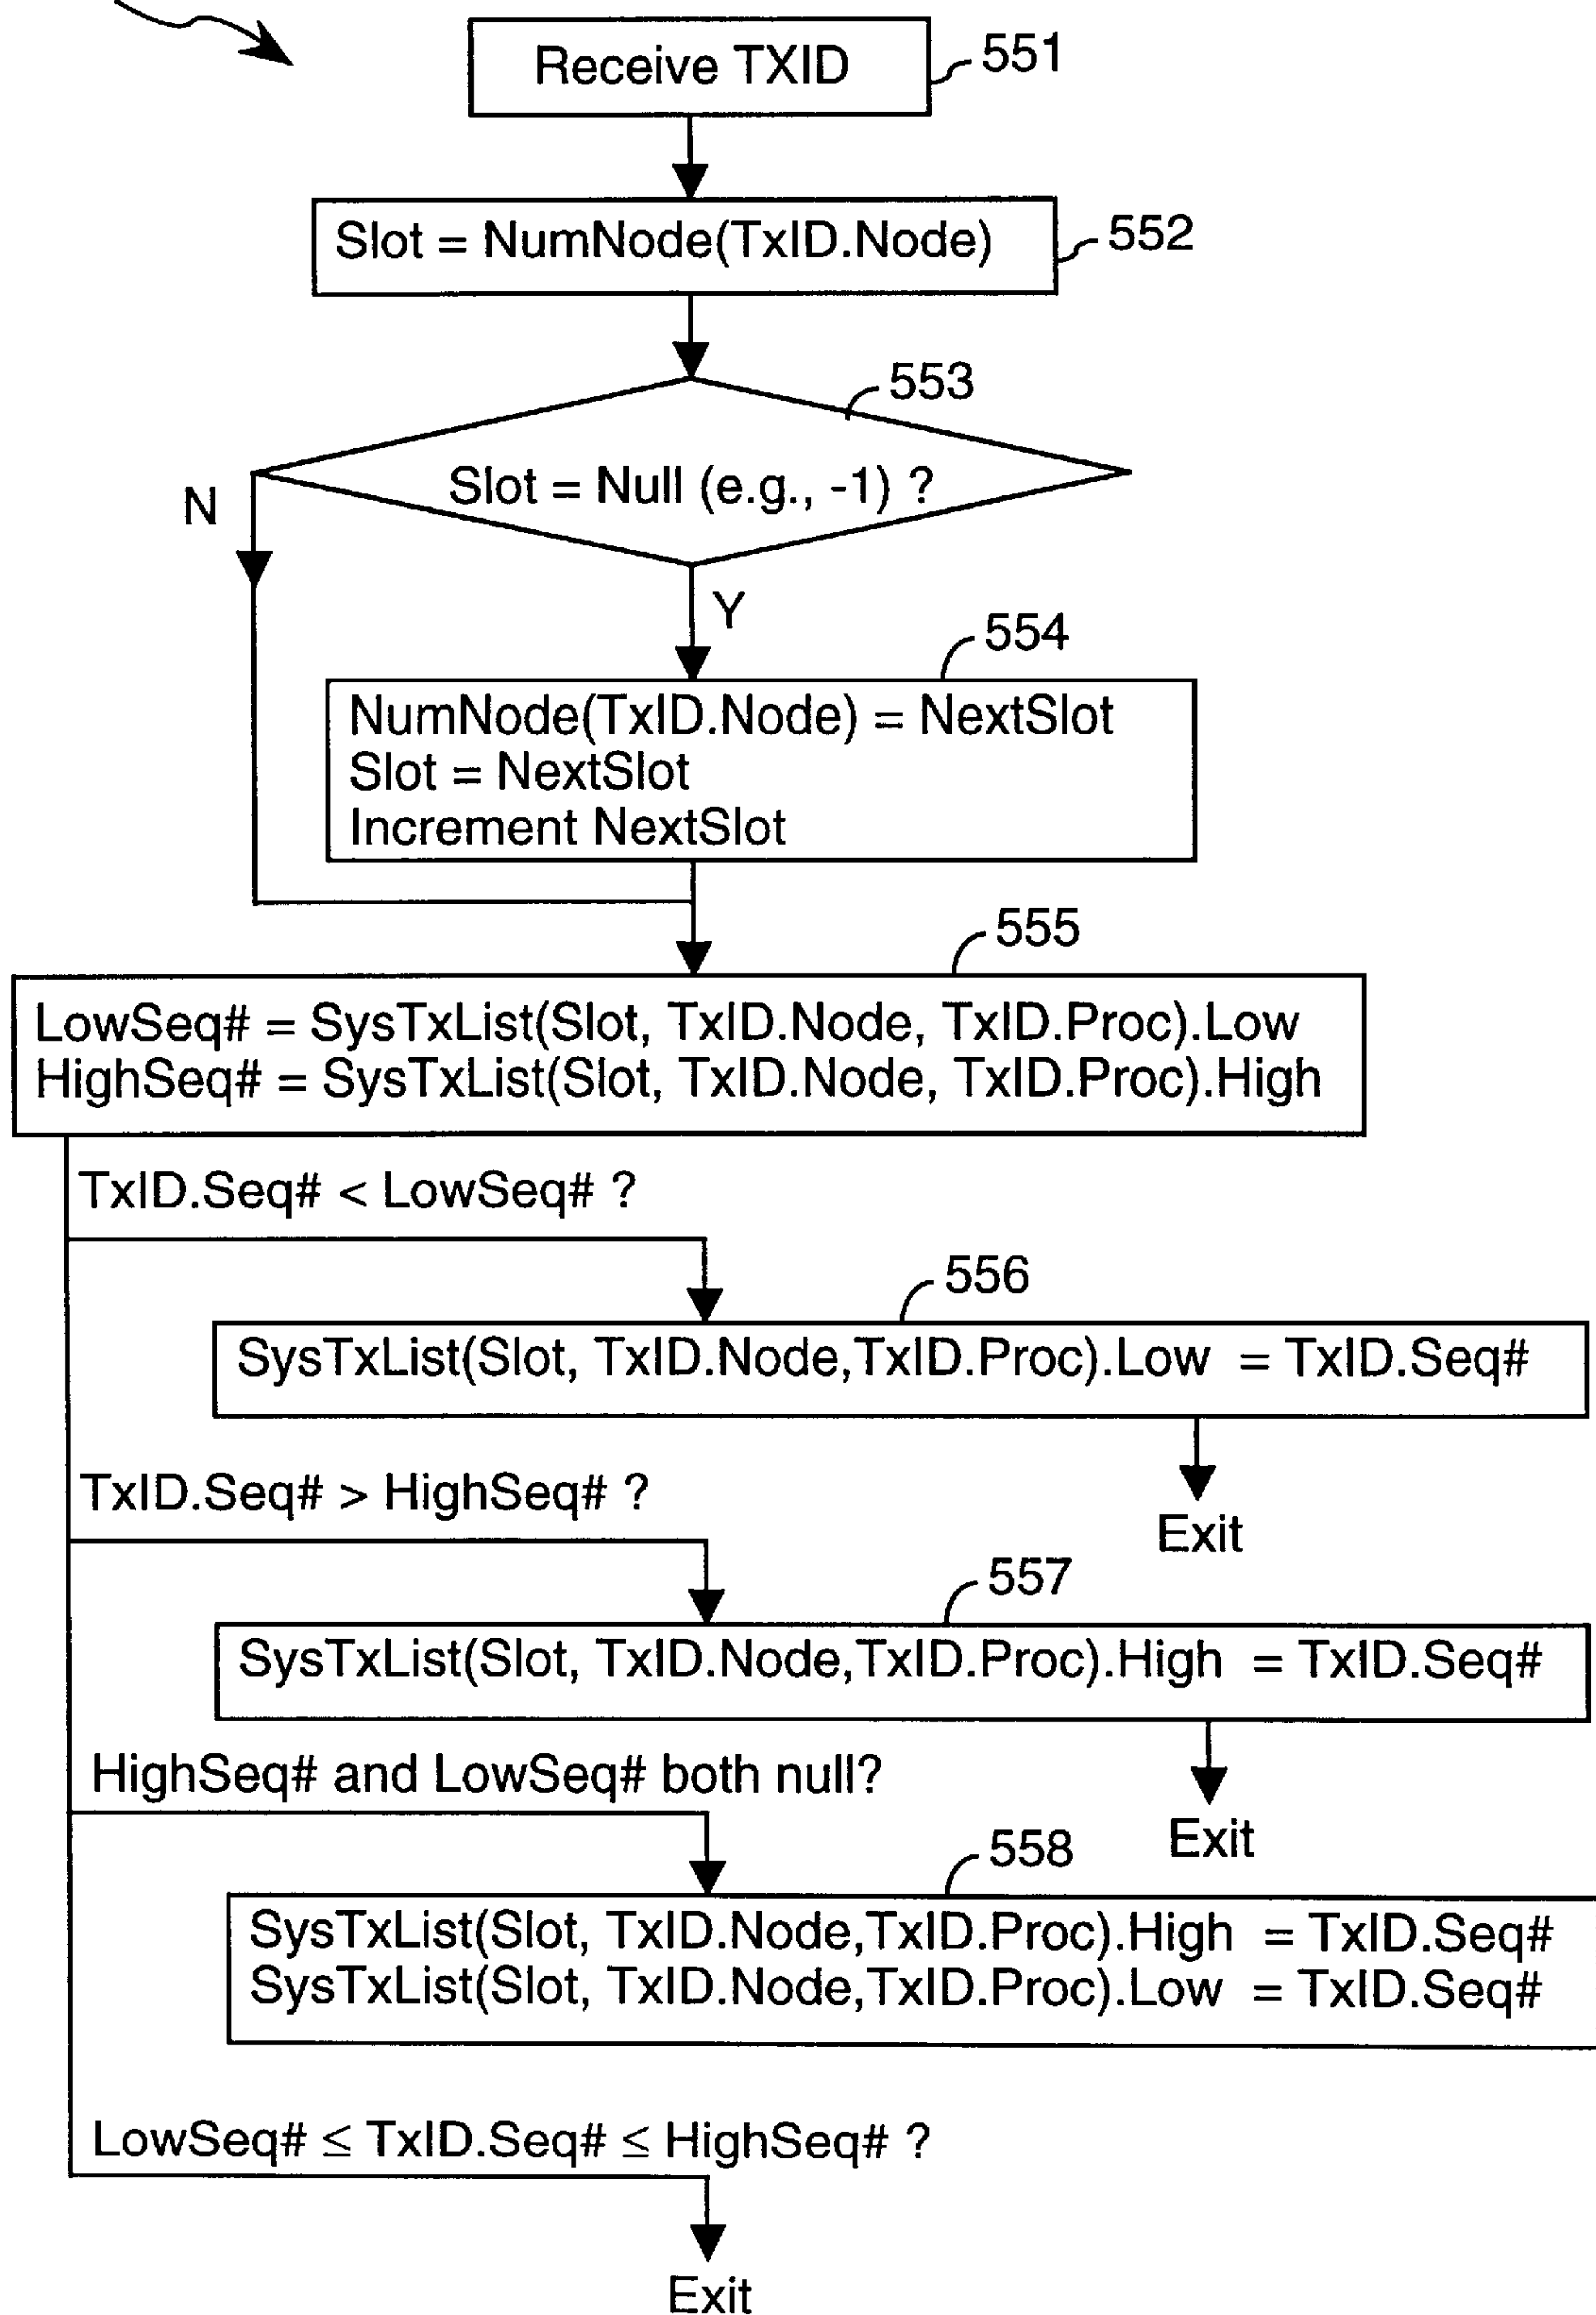 Receive TXID
551
Slot = NumNode(TxID.Node)
552
553
Slot = Null (e.g., -1) ?
N
Y
554
NumNode(TxID.Node) = NextSlot
Slot = NextSlot
Increment NextSlot
555
LowSeq# = SysTxList(Slot, TxID.Node, TxID.Proc).Low
HighSeq# = SysTxList(Slot, TxID.Node, TxID.Proc).High
TxID.Seq# < LowSeq# ?
556
SysTxList(Slot, TxID.Node,TxID.Proc).Low = TxID.Seq#
TxID.Seq# > HighSeq# ?
Exit
557
SysTxList(Slot, TxID.Node,TxID.Proc).High = TxID.Seq#
HighSeq# and LowSeq# both null?
Exit
558
SysTxList(Slot, TxID.Node,TxID.Proc).High = TxID.Seq#
SysTxList(Slot, TxID.Node,TxID.Proc).Low = TxID.Seq#
LowSeq# ≤ TxID.Seq# ≤ HighSeq# ?
Exit